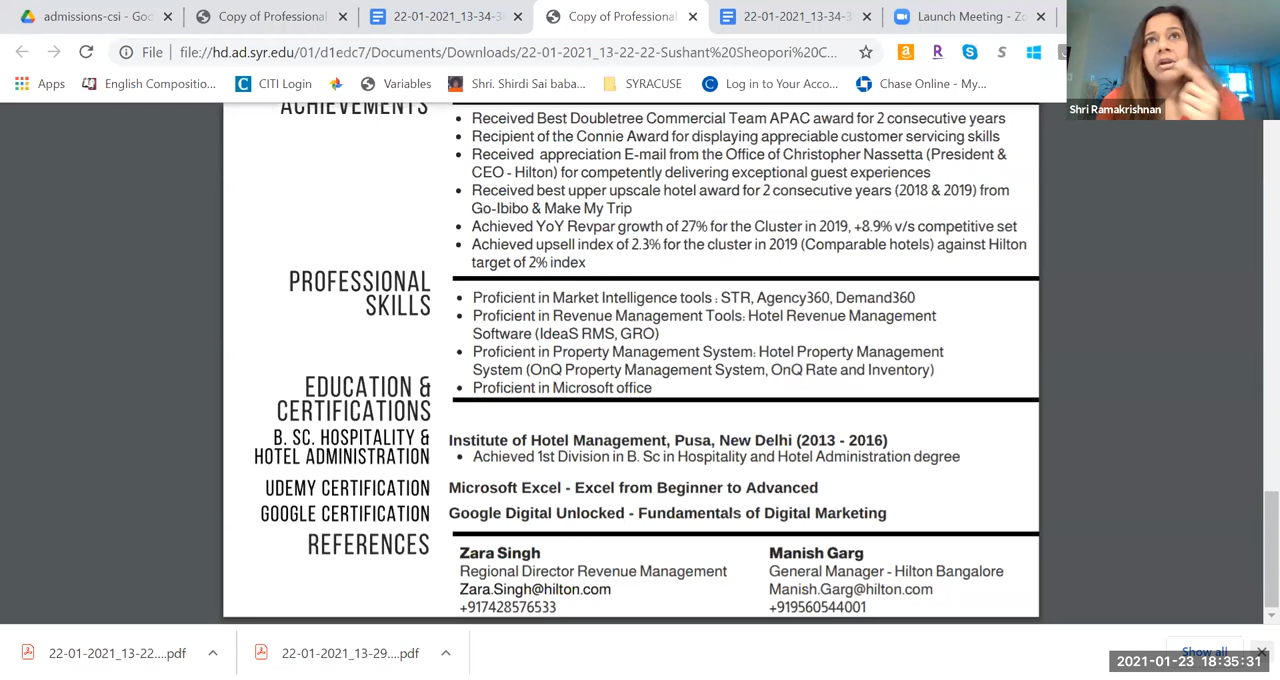 admissions-csi - Goo
Copy of Professional
22-01-2021_13-34-3
Copy of Professional
22-01-2021_13-34-3
Launch Meeting - Zo
File
file://hd.ad.syr.edu/01/d1edc7/Documents/Downloads/22-01-2021_13-22-22-Sushant%20Sheopori%20C...
Apps
English Compositio...
CITI Login
Variables
Shri. Shirdi Sai baba...
SYRACUSE
Log in to Your Acco...
Chase Online - My...
Shri Ramakrishnan
ACHIEVEMENTS
• Received Best Doubletree Commercial Team APAC award for 2 consecutive years
• Recipient of the Connie Award for displaying appreciable customer servicing skills
• Received appreciation E-mail from the Office of Christopher Nassetta (President &
CEO - Hilton) for competently delivering exceptional guest experiences
• Received best upper upscale hotel award for 2 consecutive years (2018 & 2019) from
Go-Ibibo & Make My Trip
• Achieved YoY Revpar growth of 27% for the Cluster in 2019, +8.9% v/s competitive set
• Achieved upsell index of 2.3% for the cluster in 2019 (Comparable hotels) against Hilton
target of 2% index
PROFESSIONAL
SKILLS
• Proficient in Market Intelligence tools : STR, Agency360, Demand360
• Proficient in Revenue Management Tools: Hotel Revenue Management
Software (IdeaS RMS, GRO)
• Proficient in Property Management System: Hotel Property Management
System (OnQ Property Management System, OnQ Rate and Inventory)
• Proficient in Microsoft office
EDUCATION &
CERTIFICATIONS
B. SC. HOSPITALITY &
HOTEL ADMINISTRATION
Institute of Hotel Management, Pusa, New Delhi (2013 - 2016)
• Achieved 1st Division in B. Sc in Hospitality and Hotel Administration degree
UDEMY CERTIFICATION
Microsoft Excel - Excel from Beginner to Advanced
GOOGLE CERTIFICATION
Google Digital Unlocked - Fundamentals of Digital Marketing
REFERENCES
Zara Singh
Regional Director Revenue Management
Zara.Singh@hilton.com
+917428576533
Manish Garg
General Manager - Hilton Bangalore
Manish.Garg@hilton.com
+919560544001
22-01-2021_13-22....pdf
22-01-2021_13-29....pdf
Show all
2021-01-23 18:35:31